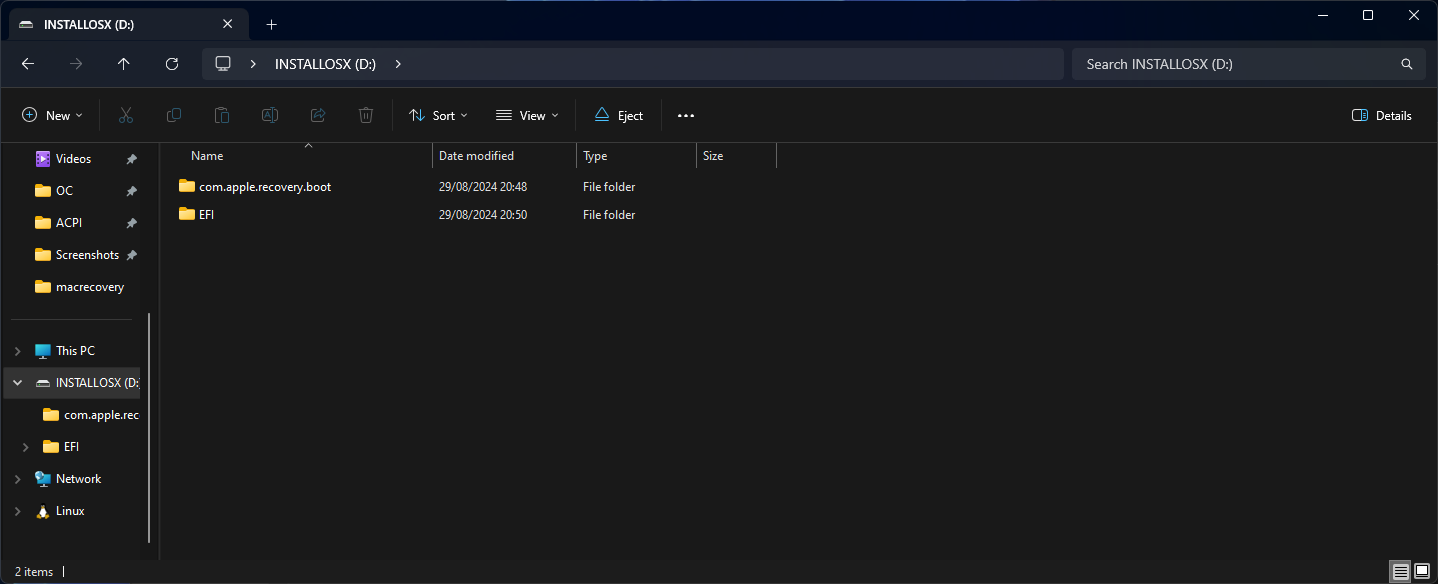 INSTALLOSX (D:)
INSTALLOSX (D:)
Search INSTALLOSX (D:)
New
Sort
View
Eject
Details
Name
Date modified
Type
Size
com.apple.recovery.boot
29/08/2024 20:48
File folder
EFI
29/08/2024 20:50
File folder
Videos
OC
ACPI
Screenshots
macrecovery
This PC
INSTALLOSX (D:
com.apple.rec
EFI
Network
Linux
2 items